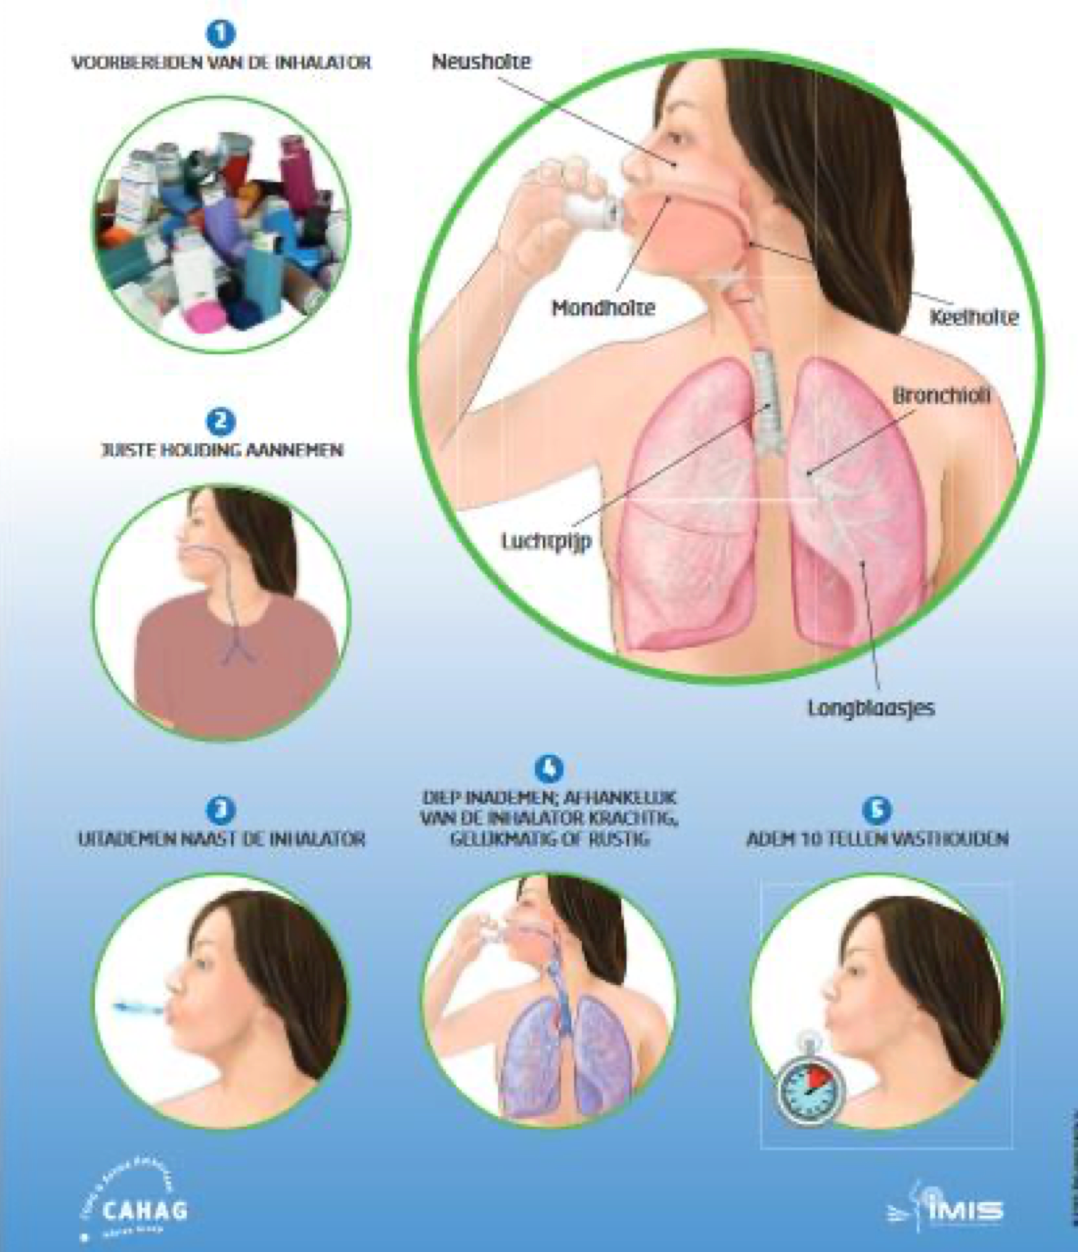 1
VOORBEREIDEN VAN DE INHALATOR
Neusholte
Mondholte
Keelholte
Bronchioli
Luchtpijp
Longblaasjes
2
JUISTE HOUDING AANNEMEN
3
UITADEMEN NAAST DE INHALATOR
4
DIEP INADEMEN; AFHANKELIJK
VAN DE INHALATOR KRACHTIG,
GELIJKMATIG OF RUSTIG
5
ADEM 10 TELLEN VASTHOUDEN
CAHAG
IMIS